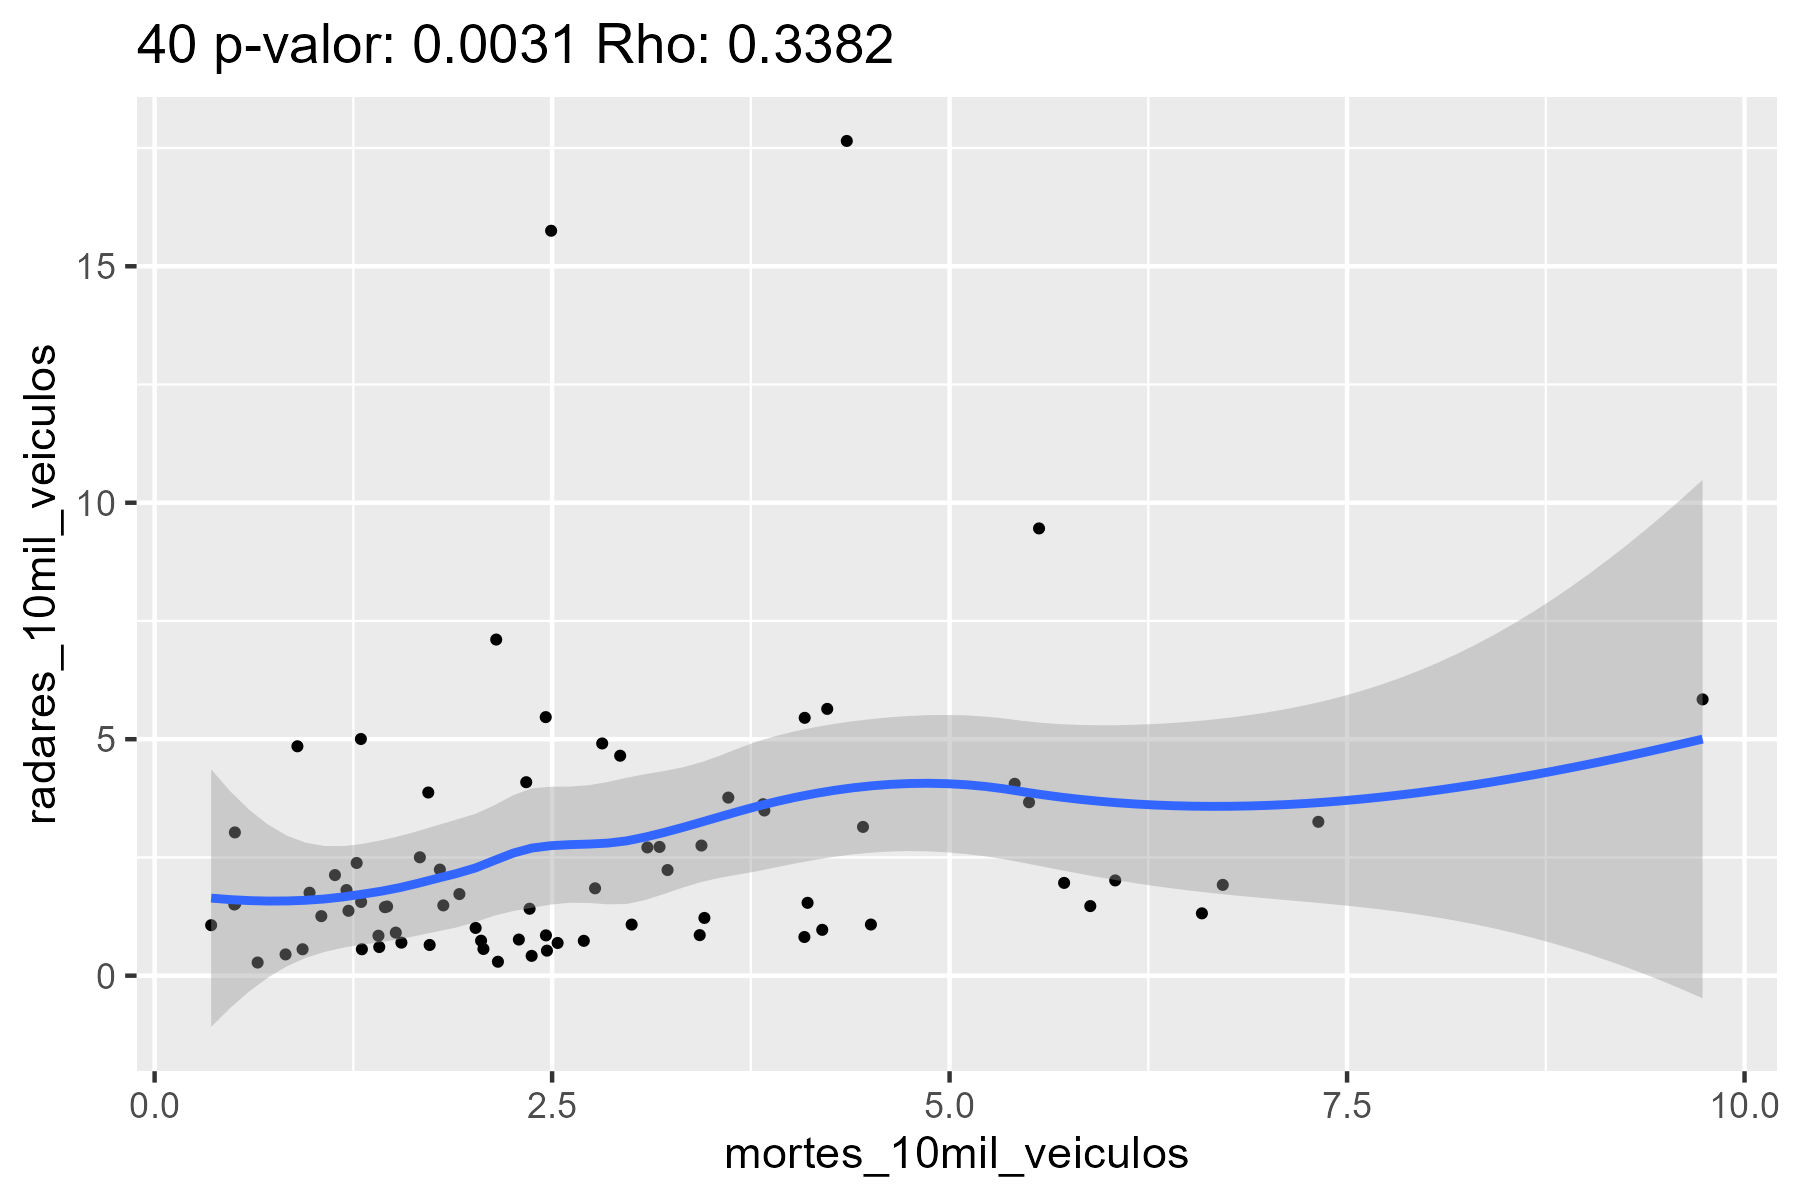 40 p-valor: 0.0031 Rho: 0.3382
radares_10mil_veiculos
15
10
5
0
0.0 2.5 5.0 7.5 10.0
mortes_10mil_veiculos